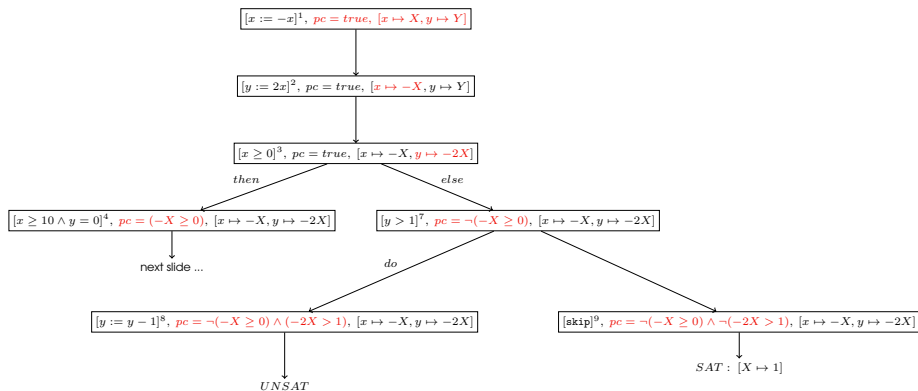 [x := −x]¹, pc = true, [x ↦ X, y ↦ Y]
[y := 2x]², pc = true, [x ↦ −X, y ↦ Y]
[x ≥ 0]³, pc = true, [x ↦ −X, y ↦ −2X]
then else
[x ≥ 10 ∧ y = 0]⁴, pc = (−X ≥ 0), [x ↦ −X, y ↦ −2X] [y > 1]⁷, pc = ¬(−X ≥ 0), [x ↦ −X, y ↦ −2X]
next slide ... do
[y := y − 1]⁸, pc = ¬(−X ≥ 0) ∧ (−2X > 1), [x ↦ −X, y ↦ −2X] [skip]⁹, pc = ¬(−X ≥ 0) ∧ ¬(−2X > 1), [x ↦ −X, y ↦ −2X]
SAT : [X ↦ 1]
UNSAT